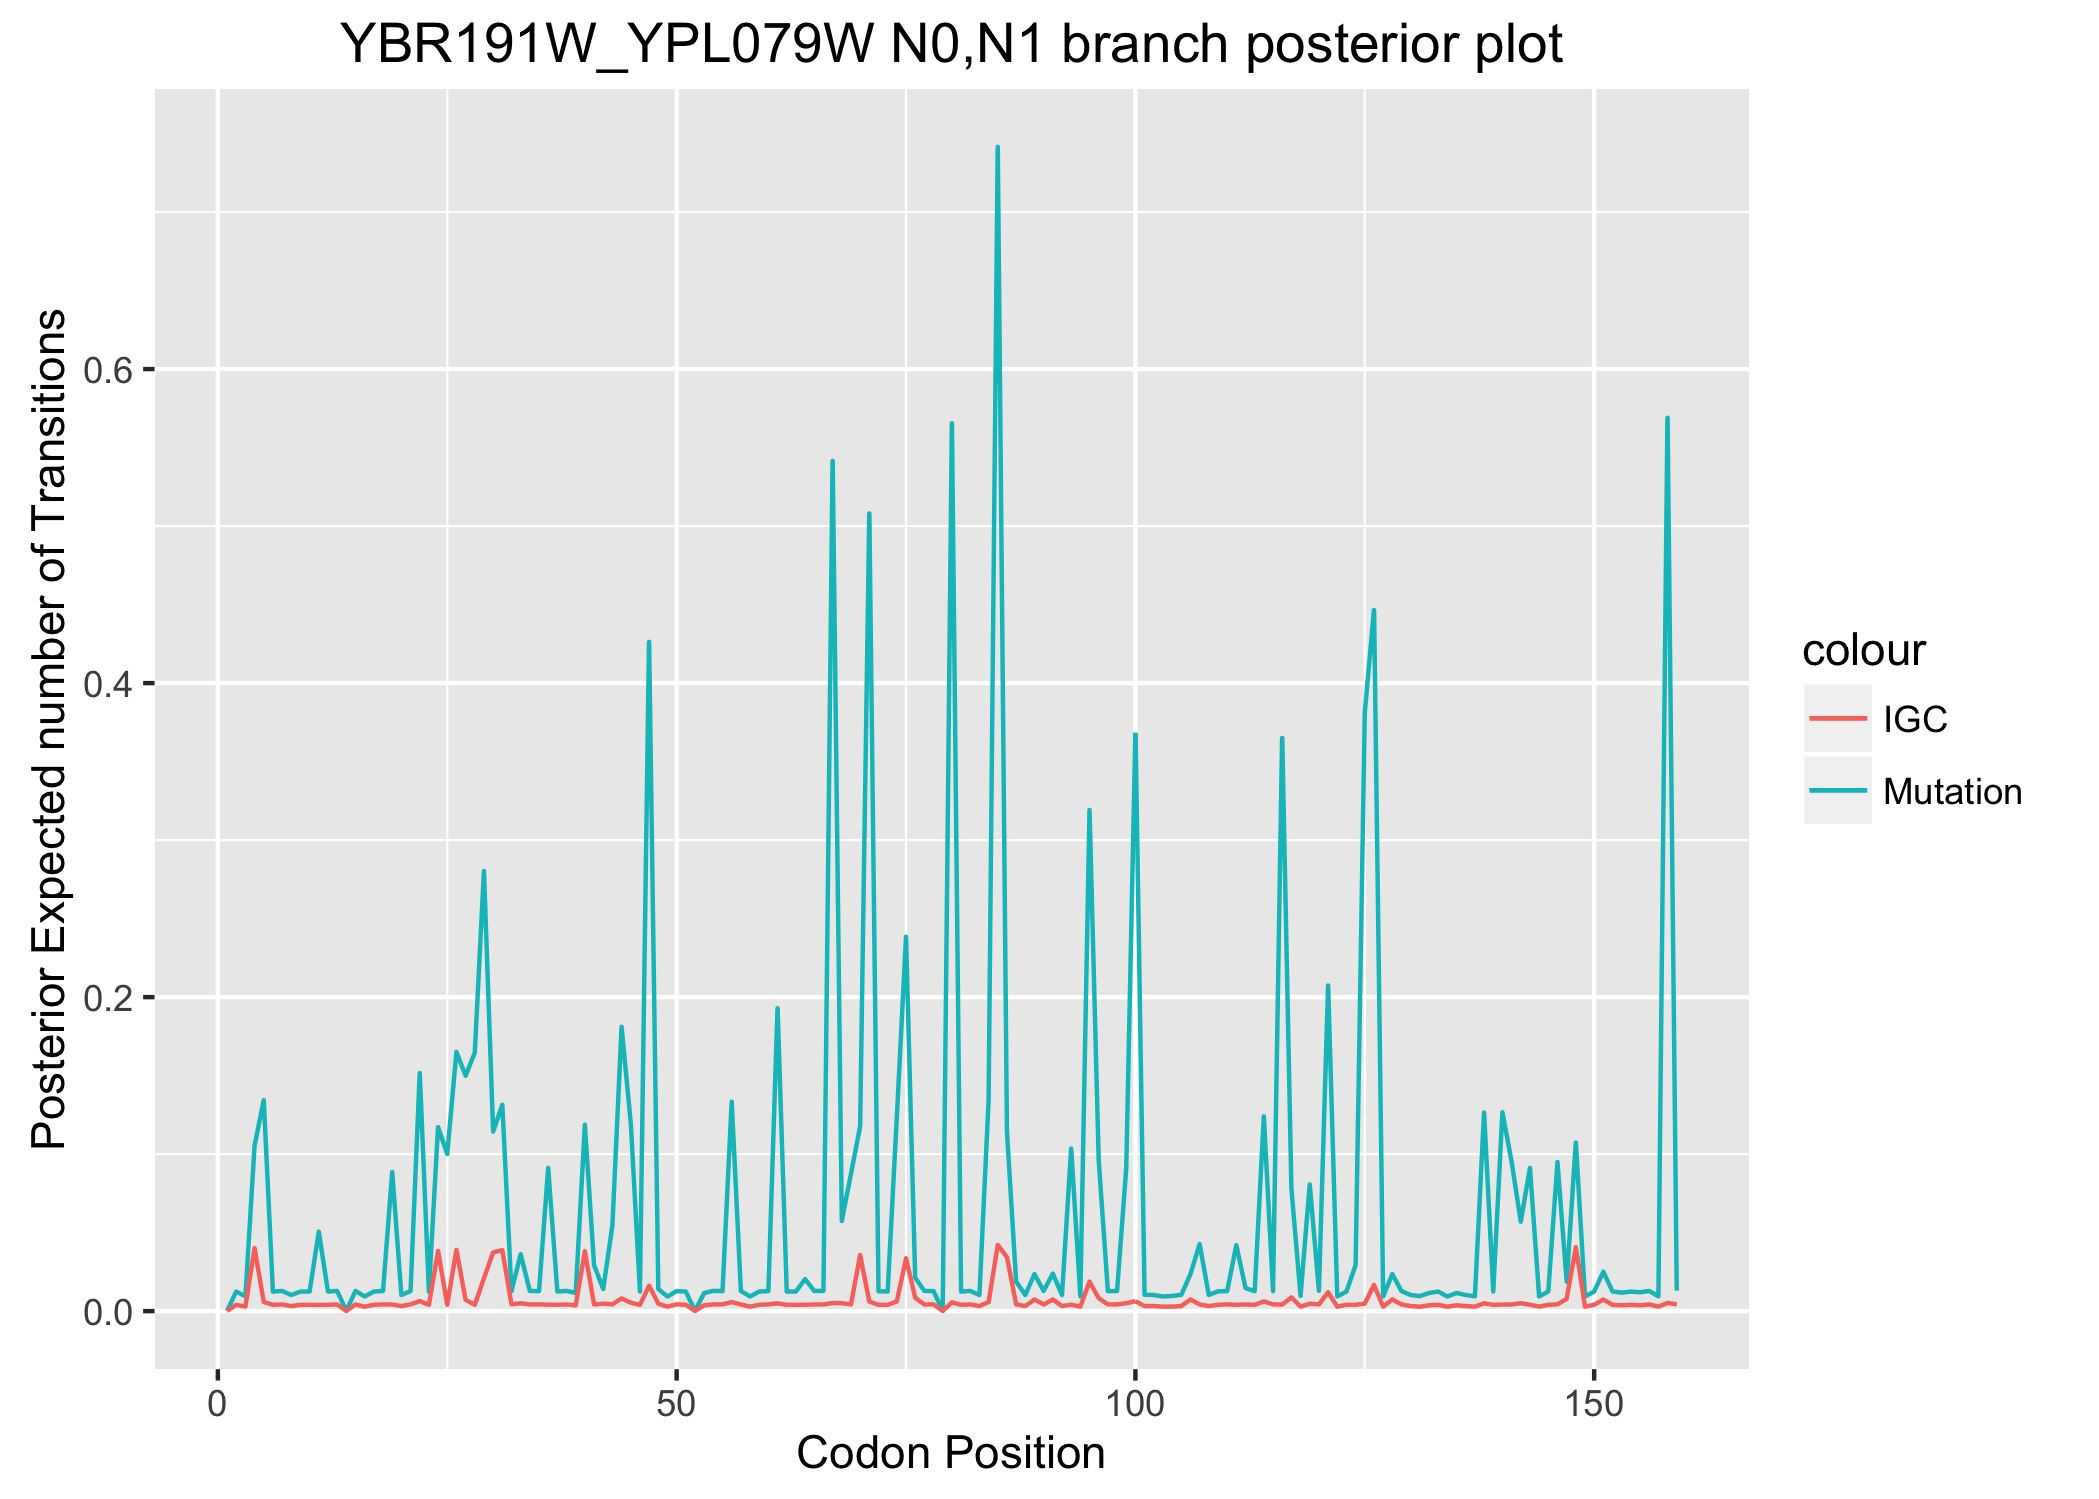 YBR191W_YPL079W N0,N1 branch posterior plot
Posterior Expected number of Transitions
0.6
0.4
0.2
0.0
0 50 100 150
Codon Position
colour
IGC
Mutation